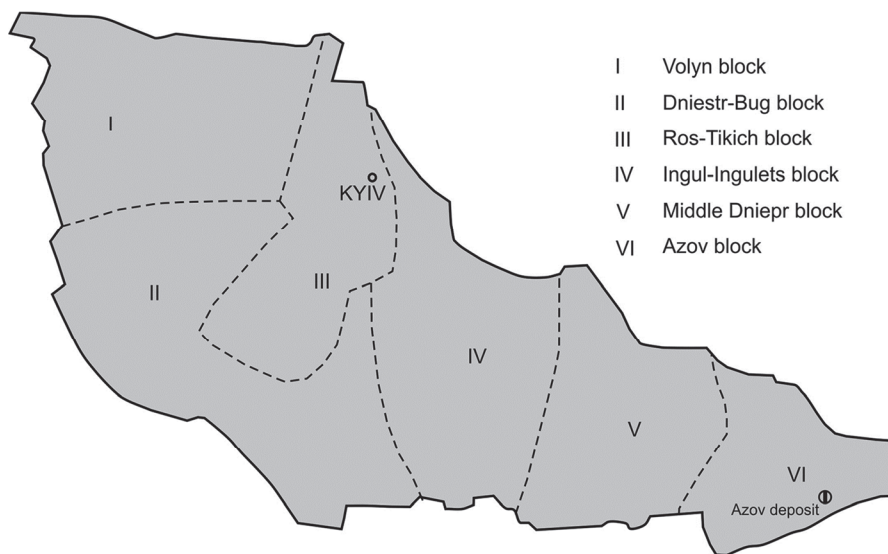 I Volyn block
II Dniestr-Bug block
III Ros-Tikich block
IV Ingul-Ingulets block
V Middle Dniepr block
VI Azov block
I
KYIV
II
III
IV
V
VI
Azov deposit